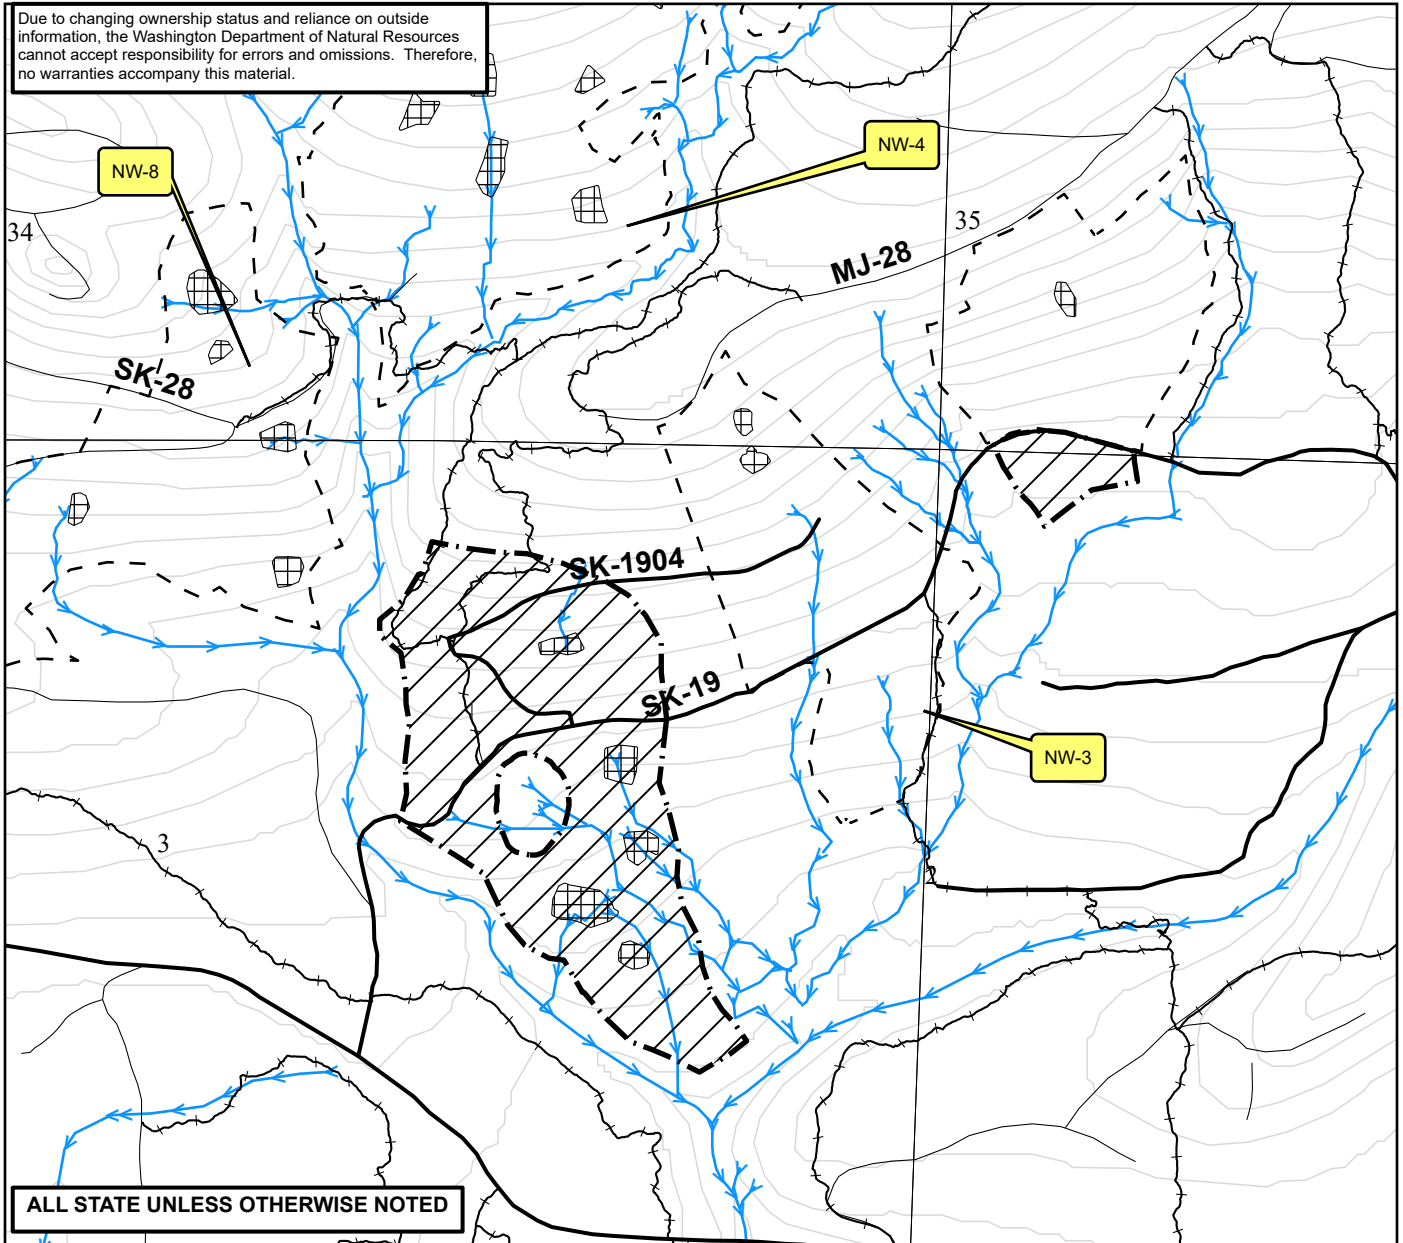 Due to changing ownership status and reliance on outside
information, the Washington Department of Natural Resources
cannot accept responsibility for errors and omissions. Therefore,
no warranties accompany this material.
NW-4
NW-8
35
34
MJ-28
SK-28
SK-1904
SK-19
NW-3
3
2
ALL STATE UNLESS OTHERWISE NOTED